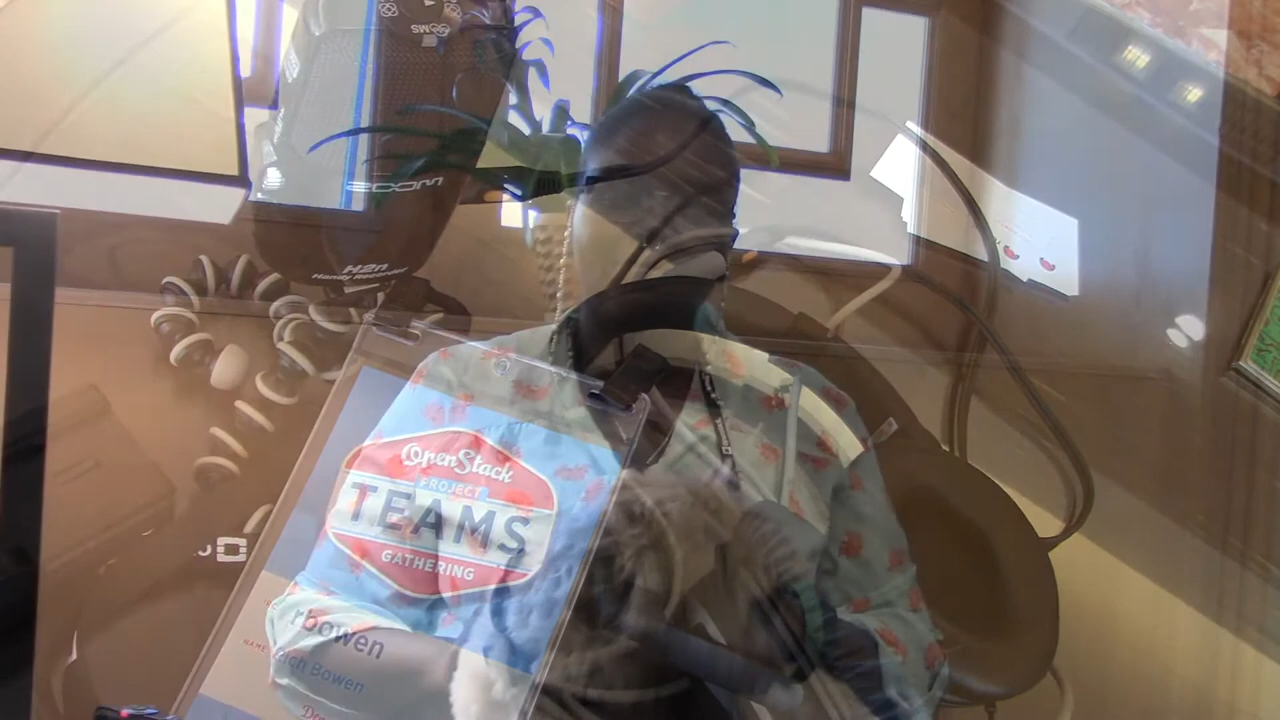 zoom
H2n
Handy Recorder
OpenStack
PROJECT
TEAMS
GATHERING
rbowen
NAME
Rich Bowen